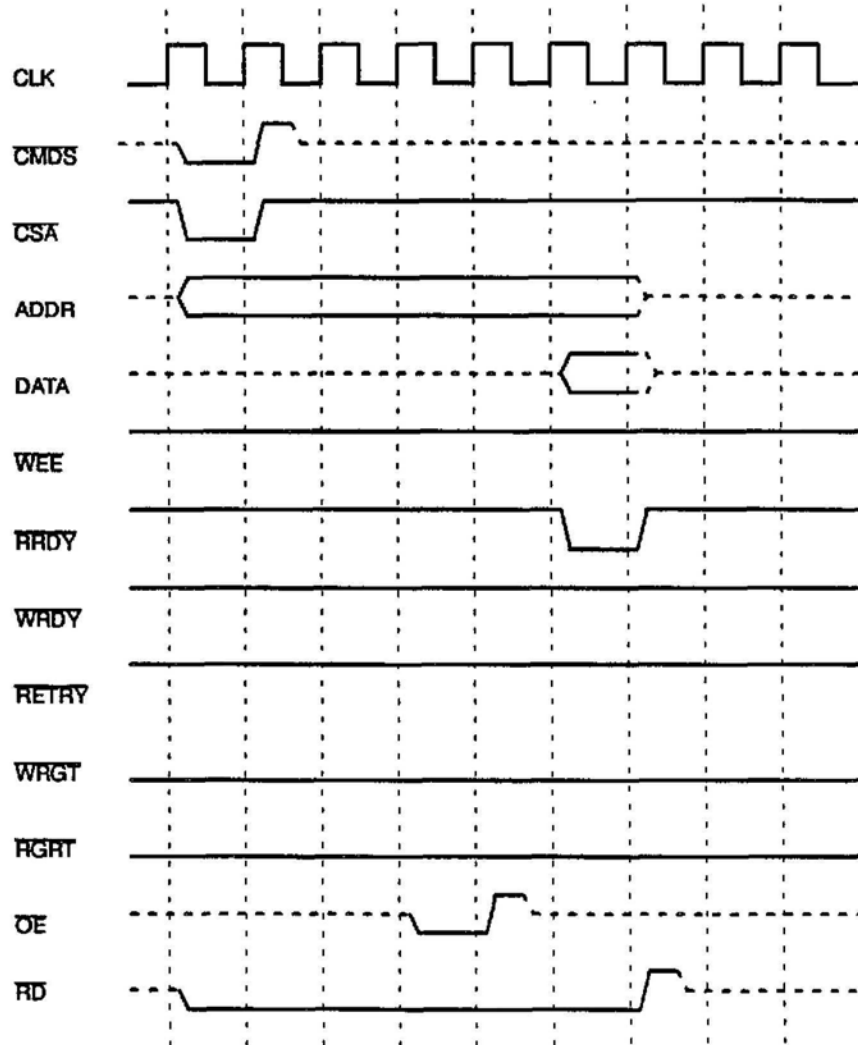 CLK
CMDS
CSA
ADDR
DATA
WEE
RRDY
WRDY
RETRY
WRGT
RGRT
OE
RD